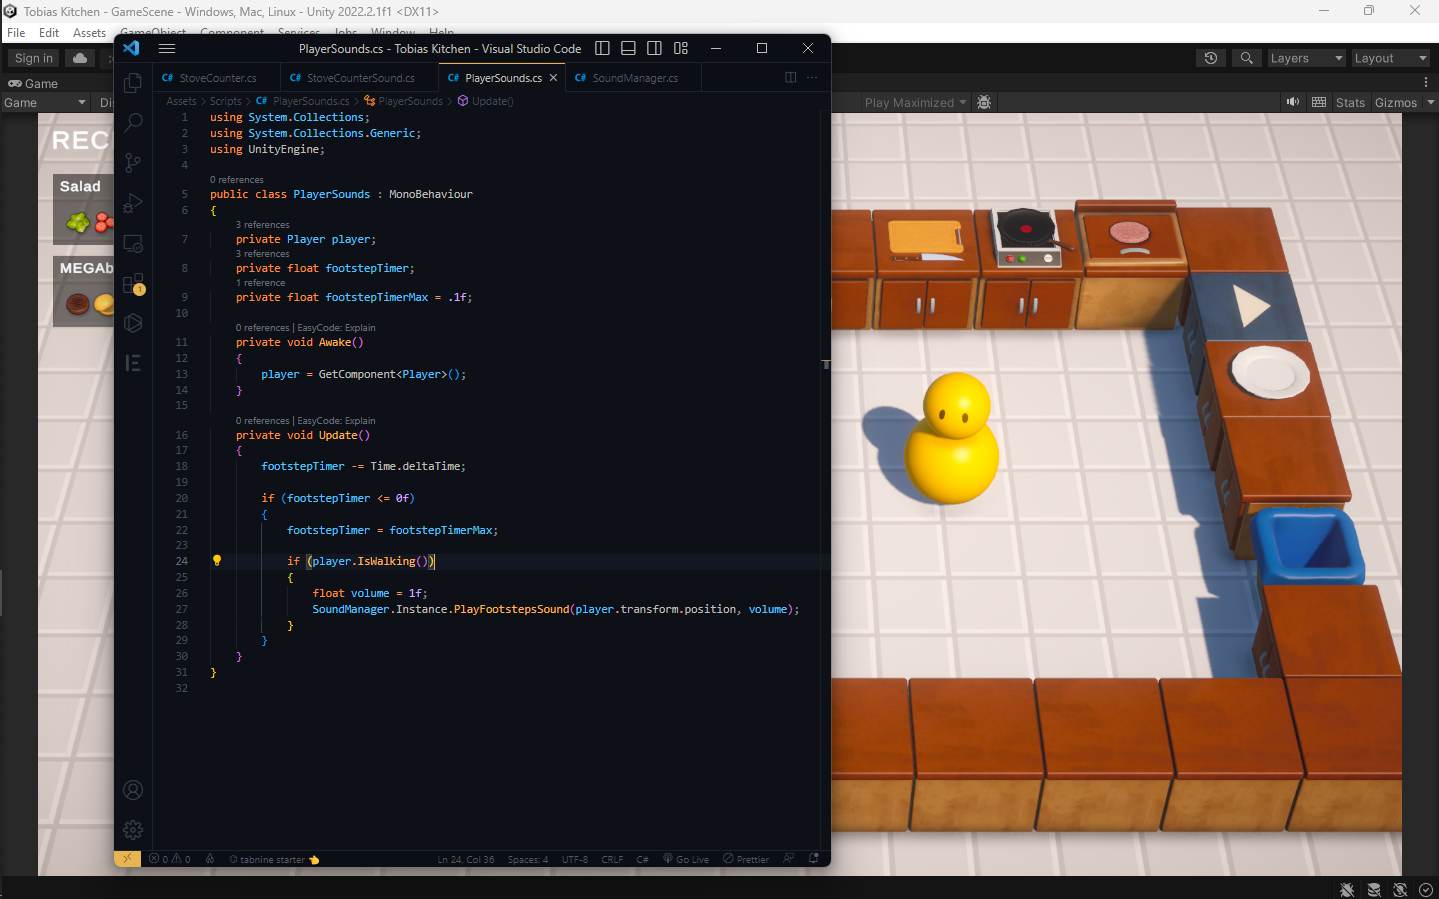 Tobias Kitchen - GameScene - Windows, Mac, Linux - Unity 2022.2.1f1 <DX11>
File Edit Assets GameObject Component Services Jobs Window Help
Sign in
Layers
Layout
Game
Game
Play Maximized
Stats
Gizmos
REC
Salad
MEGAb
PlayerSounds.cs - Tobias Kitchen - Visual Studio Code
C# StoveCounter.cs
C# StoveCounterSound.cs
C# PlayerSounds.cs
C# SoundManager.cs
Assets > Scripts > C# PlayerSounds.cs > PlayerSounds > Update()
1 using System.Collections;
2 using System.Collections.Generic;
3 using UnityEngine;
4
0 references
5 public class PlayerSounds : MonoBehaviour
6 {
3 references
7 private Player player;
3 references
8 private float footstepTimer;
1 reference
9 private float footstepTimerMax = .1f;
10
0 references | EasyCode: Explain
11 private void Awake()
12 {
13 player = GetComponent<Player>();
14 }
15
0 references | EasyCode: Explain
16 private void Update()
17 {
18 footstepTimer -= Time.deltaTime;
19
20 if (footstepTimer <= 0f)
21 {
22 footstepTimer = footstepTimerMax;
23
24 if (player.IsWalking())
25 {
26 float volume = 1f;
27 SoundManager.Instance.PlayFootstepsSound(player.transform.position, volume);
28 }
29 }
30 }
31 }
32
1
0 0 tabnine starter Ln 24, Col 36 Spaces: 4 UTF-8 CRLF C# Go Live Prettier